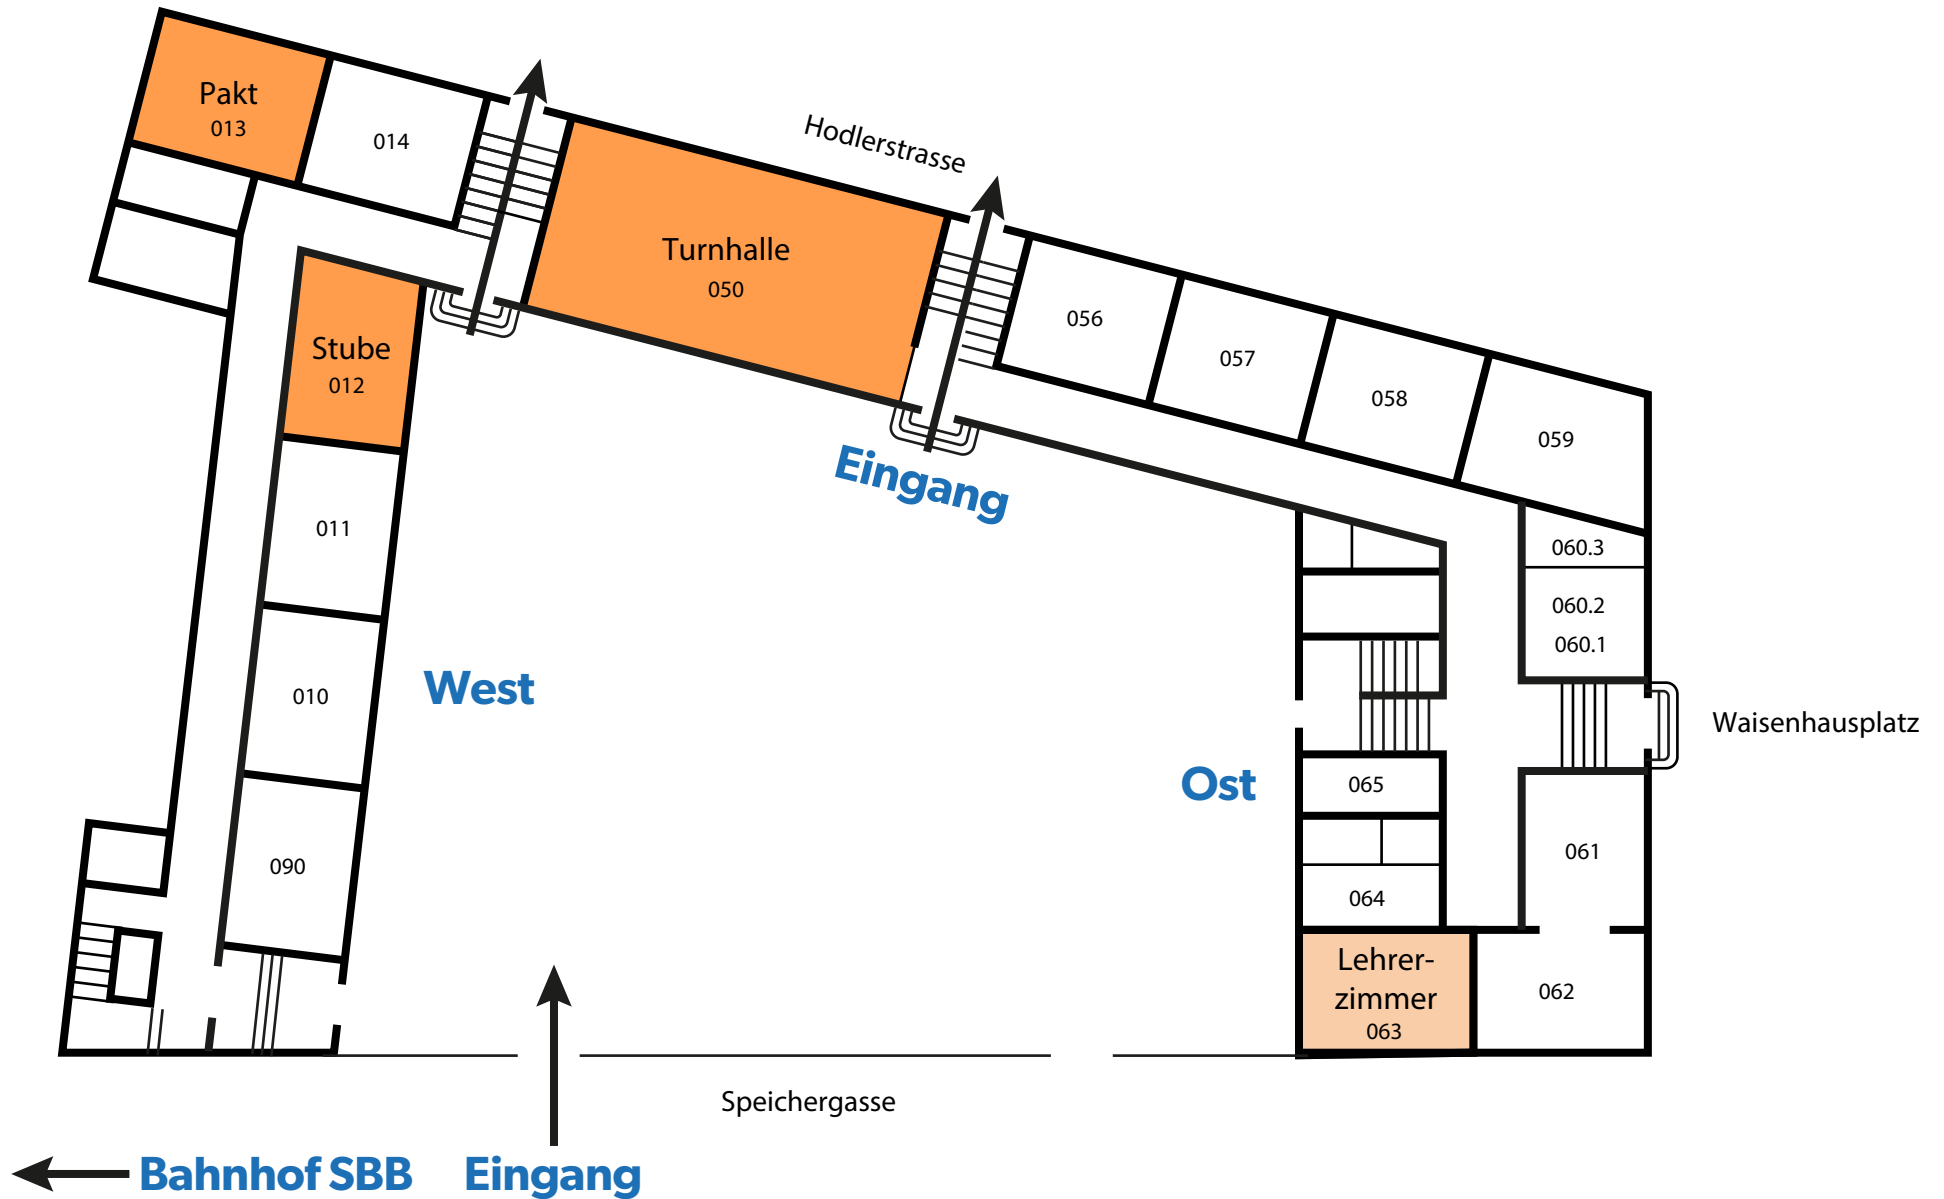 Pakt
013
014
Hodlerstrasse
Turnhalle
050
Stube
012
056
057
058
059
Eingang
011
060.3
060.2
060.1
010
West
Waisenhausplatz
Ost
065
090
061
064
Lehrer-
zimmer
063
062
Speichergasse
Bahnhof SBB
Eingang